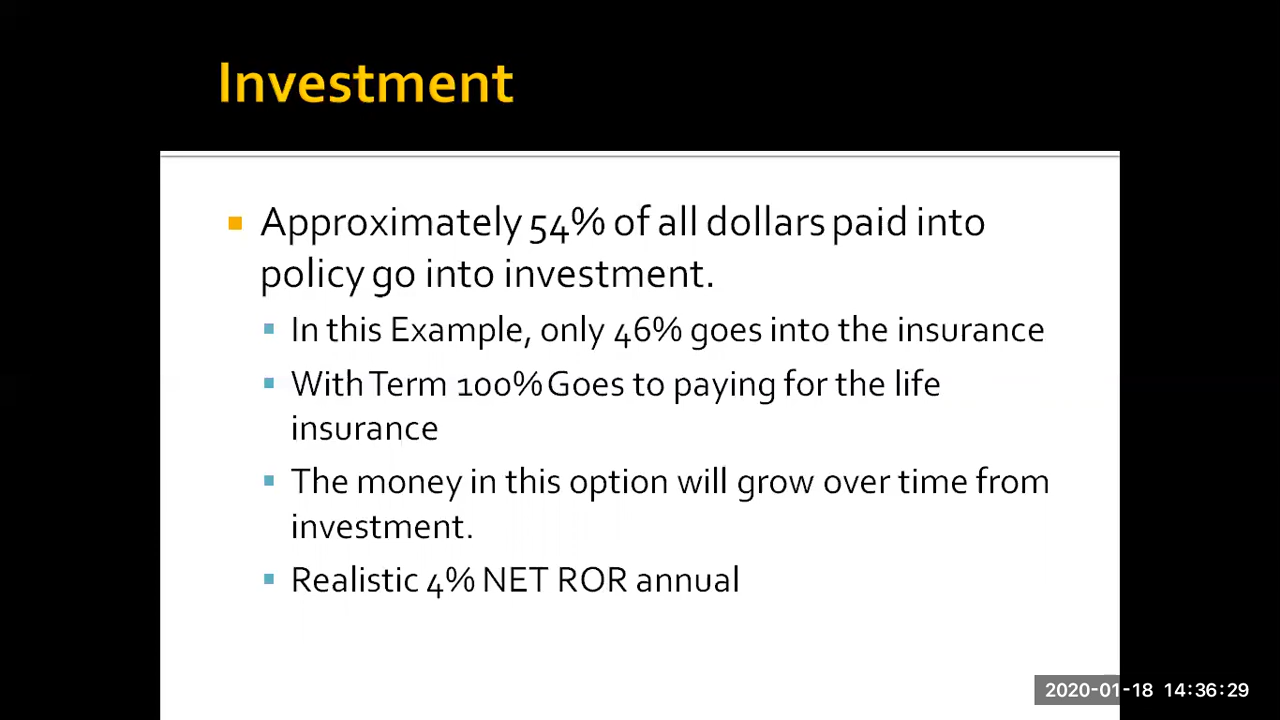 Investment
Approximately 54% of all dollars paid into
policy go into investment.
In this Example, only 46% goes into the insurance
With Term 100% Goes to paying for the life
insurance
The money in this option will grow over time from
investment.
Realistic 4% NET ROR annual
2020-01-18 14:36:29